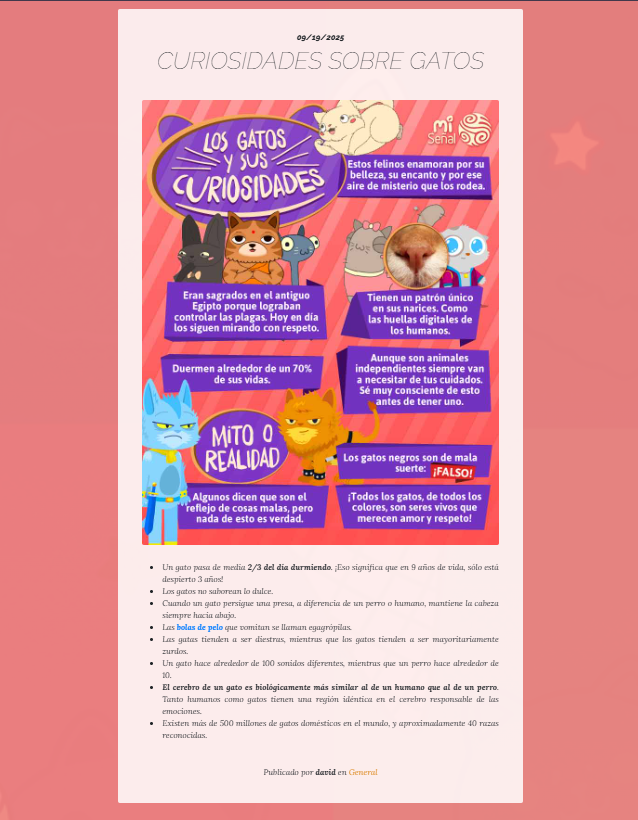 09/19/2025
CURIOSIDADES SOBRE GATOS
LOS GATOS
Y SUS
CURIOSIDADES
mi
Señal
Estos felinos enamoran por su
belleza, su encanto y por ese
aire de misterio que los rodea.
Eran sagrados en el antiguo
Egipto porque lograban
controlar las plagas. Hoy en día
los siguen mirando con respeto.
Tienen un patrón único
en sus narices. Como
las huellas digitales de
los humanos.
Duermen alrededor de un 70%
de sus vidas.
Aunque son animales
independientes siempre van
a necesitar de tus cuidados.
Sé muy consciente de esto
antes de tener uno.
MITO O
REALIDAD
Los gatos negros son de mala
suerte: ¡FALSO!
Algunos dicen que son el
reflejo de cosas malas, pero
nada de esto es verdad.
¡Todos los gatos, de todos los
colores, son seres vivos que
merecen amor y respeto!
Un gato pasa de media 2/3 del día durmiendo. ¡Eso significa que en 9 años de vida, sólo está
despierto 3 años!
Los gatos no saborean lo dulce.
Cuando un gato persigue una presa, a diferencia de un perro o humano, mantiene la cabeza
siempre hacia abajo.
Las bolas de pelo que vomitan se llaman egagrópilas.
Las gatas tienden a ser diestras, mientras que los gatos tienden a ser mayoritariamente
zurdos.
Un gato hace alrededor de 100 sonidos diferentes, mientras que un perro hace alrededor de
10.
El cerebro de un gato es biológicamente más similar al de un humano que al de un perro.
Tanto humanos como gatos tienen una región idéntica en el cerebro responsable de las
emociones.
Existen más de 500 millones de gatos domésticos en el mundo, y aproximadamente 40 razas
reconocidas.
Publicado por david en General